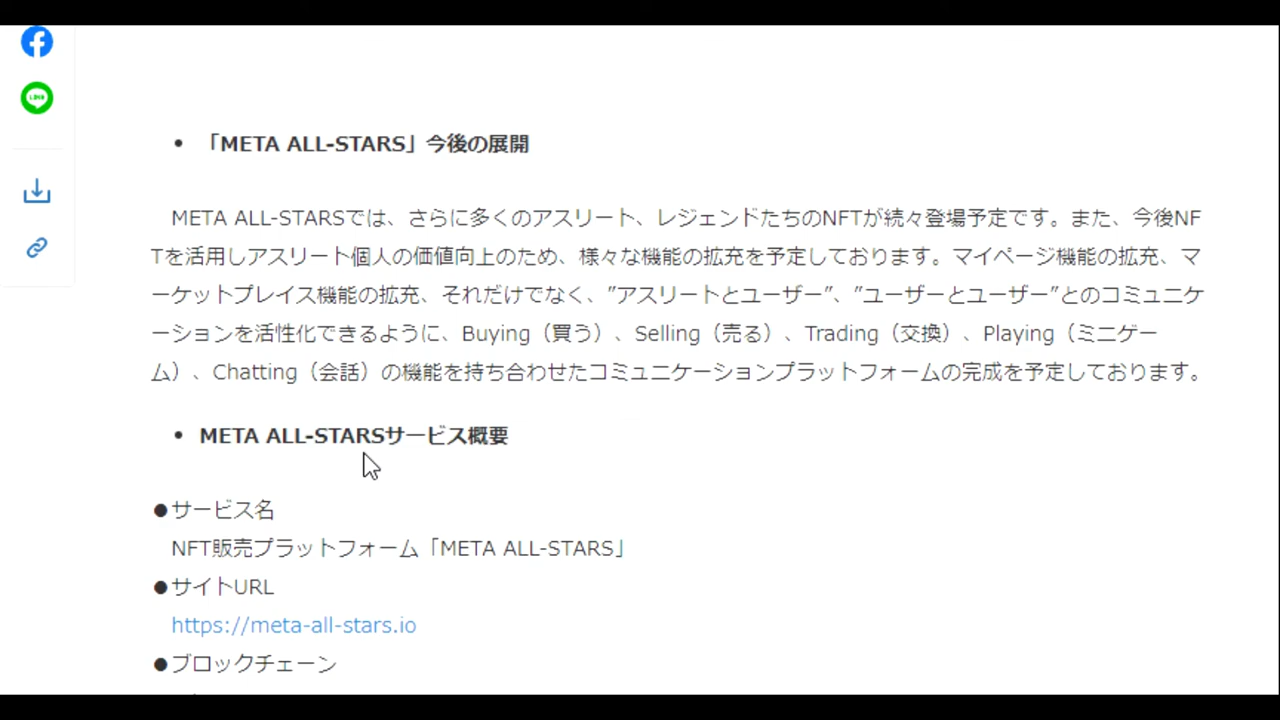 LINE
• 「META ALL-STARS」今後の展開
META ALL-STARSでは、さらに多くのアスリート、レジェンドたちのNFTが続々登場予定です。また、今後NF
Tを活用しアスリート個人の価値向上のため、様々な機能の拡充を予定しております。マイページ機能の拡充、マ
ーケットプレイス機能の拡充、それだけでなく、”アスリートとユーザー”、”ユーザーとユーザー”とのコミュニケ
ーションを活性化できるように、Buying（買う）、Selling（売る）、Trading（交換）、Playing（ミニゲー
ム）、Chatting（会話）の機能を持ち合わせたコミュニケーションプラットフォームの完成を予定しております。
• META ALL-STARSサービス概要
●サービス名
NFT販売プラットフォーム「META ALL-STARS」
●サイトURL
https://meta-all-stars.io
●ブロックチェーン